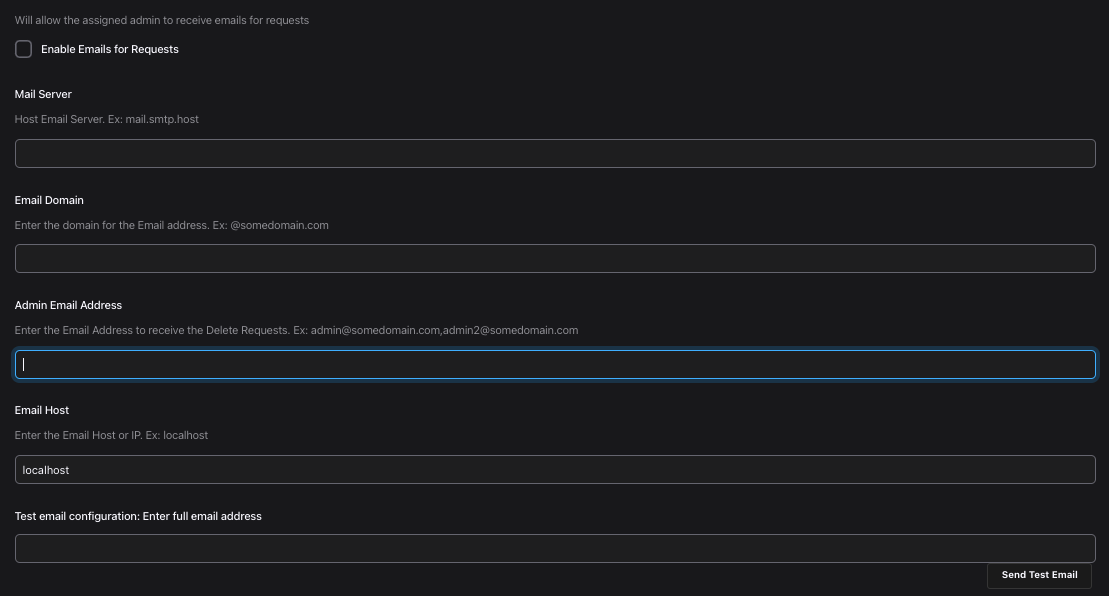 Will allow the assigned admin to receive emails for requests
Enable Emails for Requests
Mail Server
Host Email Server. Ex: mail.smtp.host
Email Domain
Enter the domain for the Email address. Ex: @somedomain.com
Admin Email Address
Enter the Email Address to receive the Delete Requests. Ex: admin@somedomain.com,admin2@somedomain.com
Email Host
Enter the Email Host or IP. Ex: localhost
localhost
Test email configuration: Enter full email address
Send Test Email